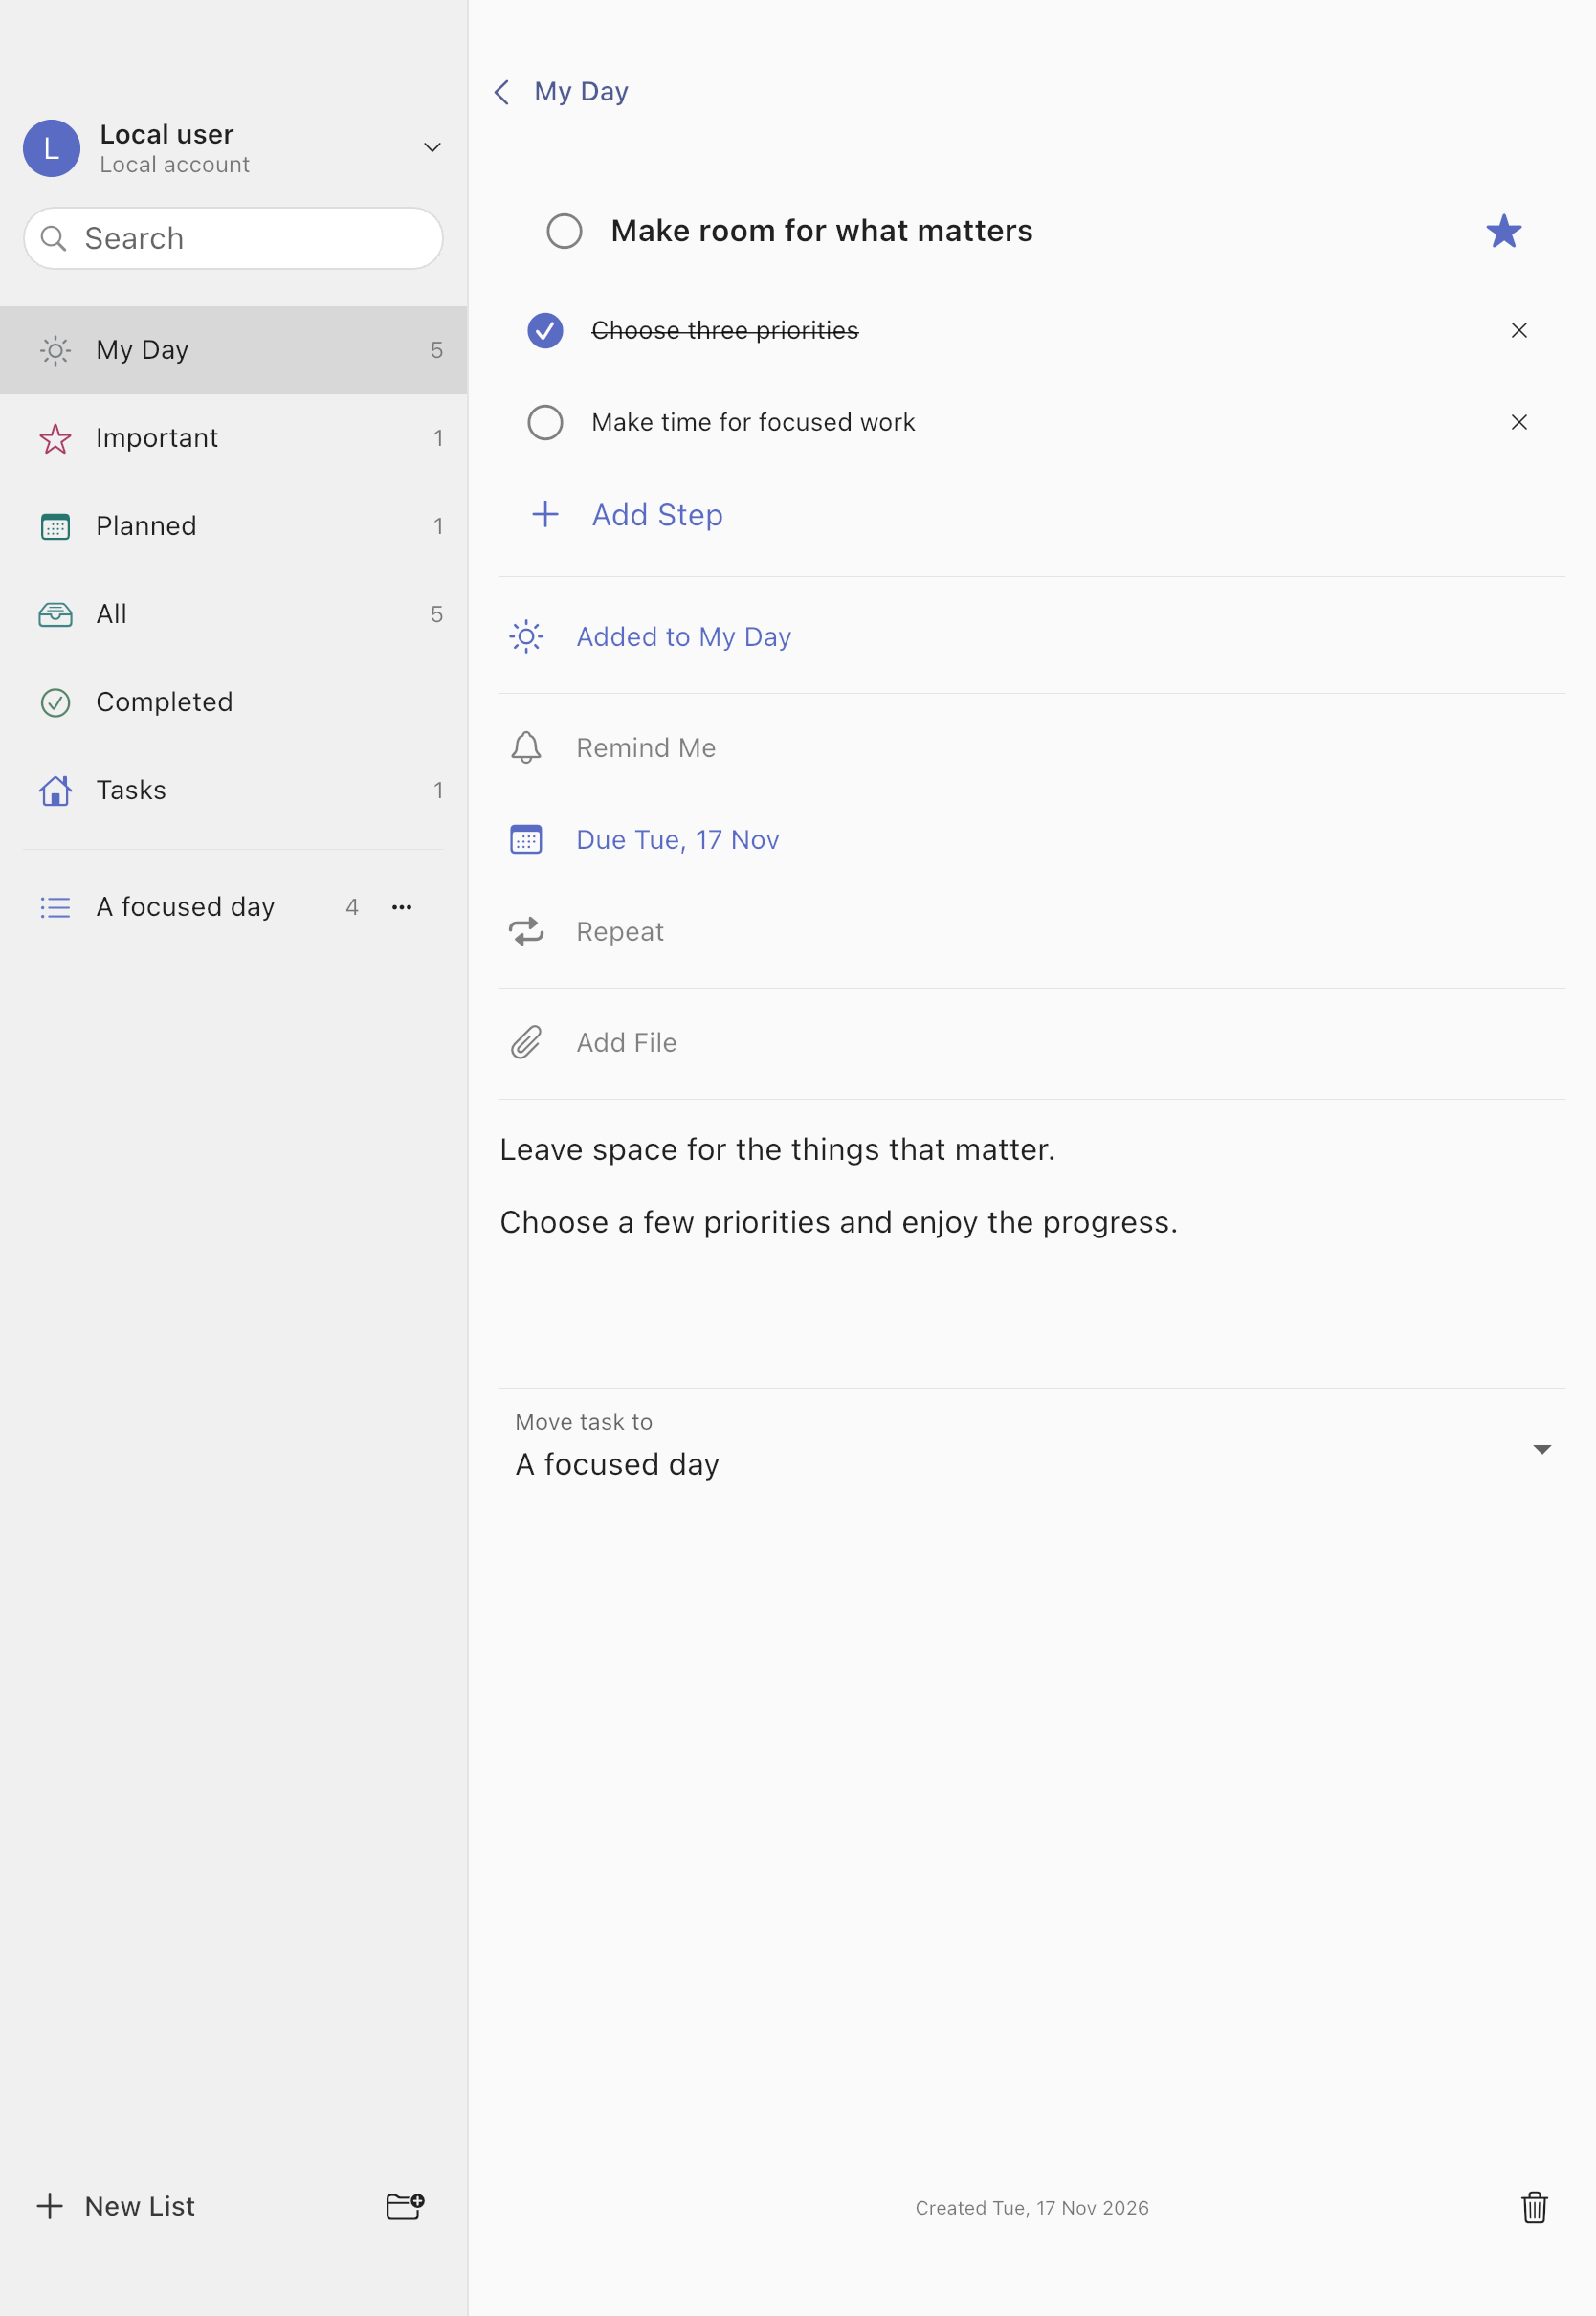 L
Local user
Local account
Search
My Day 5
Important 1
Planned 1
All 5
Completed
Tasks 1
A focused day 4
New List
My Day
Make room for what matters
Choose three priorities
Make time for focused work
Add Step
Added to My Day
Remind Me
Due Tue, 17 Nov
Repeat
Add File
Leave space for the things that matter.
Choose a few priorities and enjoy the progress.
Move task to
A focused day
Created Tue, 17 Nov 2026